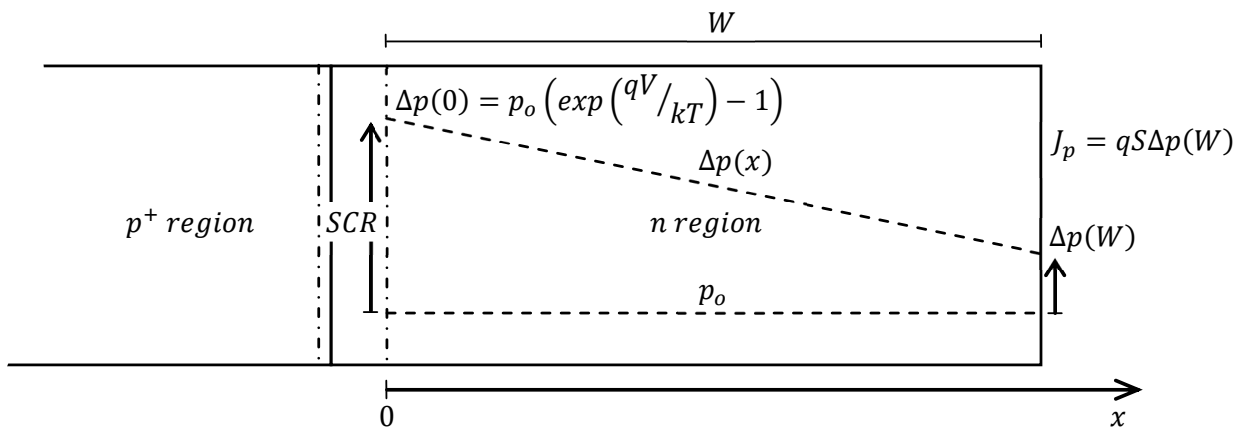 W
Δp(0) = p_o (exp (qV/kT) − 1)
J_p = qSΔp(W)
Δp(x)
p⁺ region
SCR
n region
Δp(W)
p_o
0
x